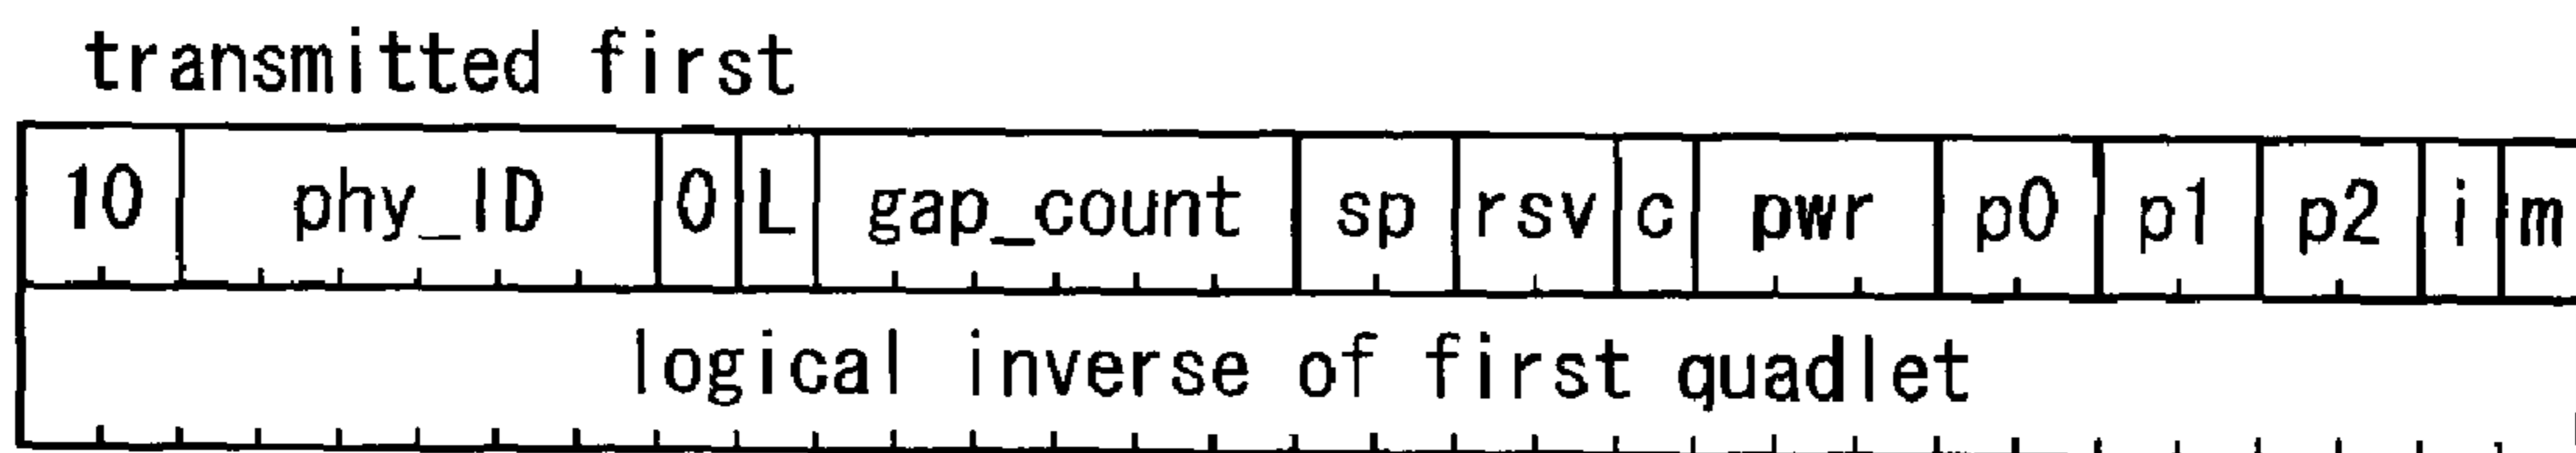 transmitted first
10 phy_ID 0 L gap_count sp rsv c pwr p0 p1 p2 i m
logical inverse of first quadlet